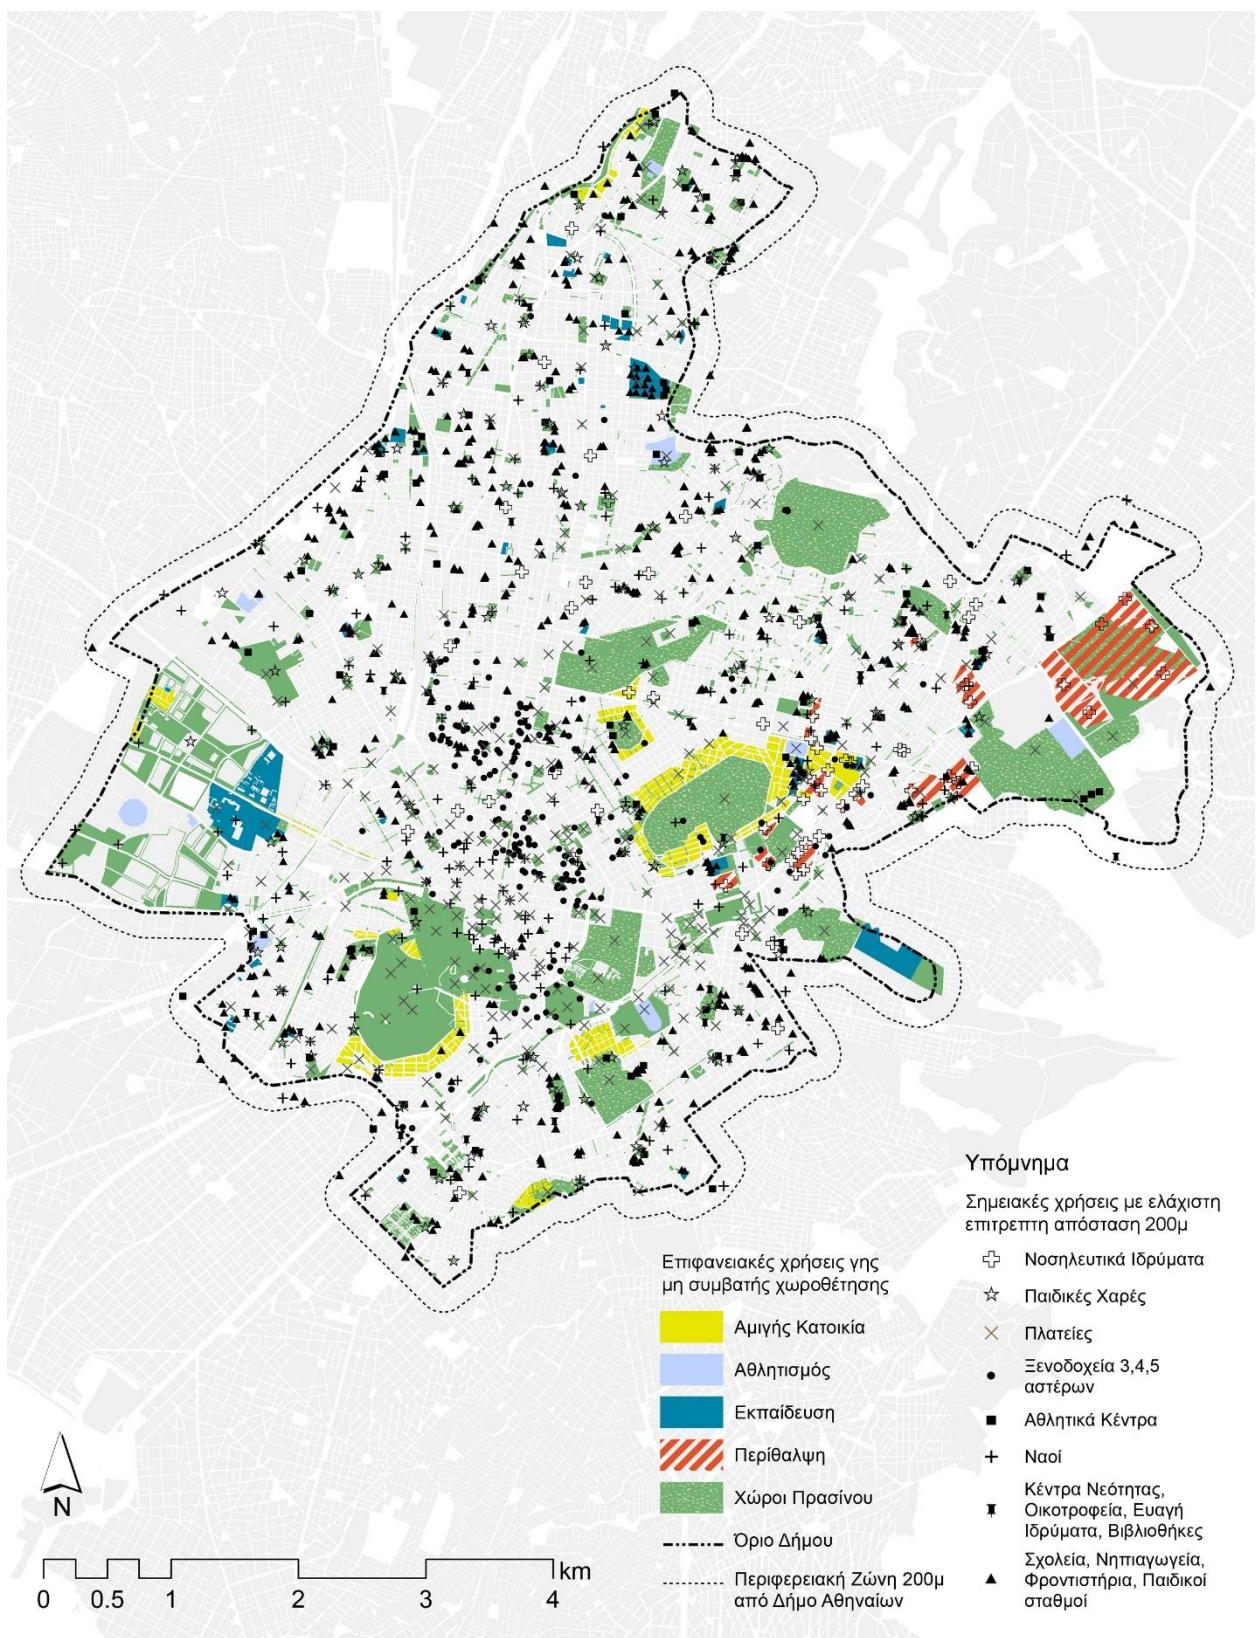 Υπόμνημα
Σημειακές χρήσεις με ελάχιστη
επιτρεπτη απόσταση 200μ
Νοσηλευτικά Ιδρύματα
Παιδικές Χαρές
Πλατείες
Ξενοδοχεία 3,4,5
αστέρων
Αθλητικά Κέντρα
Ναοί
Κέντρα Νεότητας,
Οικοτροφεία, Ευαγή
Ιδρύματα, Βιβλιοθήκες
Σχολεία, Νηπιαγωγεία,
Φροντιστήρια, Παιδικοί
σταθμοί
Επιφανειακές χρήσεις γης
μη συμβατής χωροθέτησης
Αμιγής Κατοικία
Αθλητισμός
Εκπαίδευση
Περίθαλψη
Χώροι Πρασίνου
Όριο Δήμου
Περιφερειακή Ζώνη 200μ
από Δήμο Αθηναίων
N
km
0 0.5 1 2 3 4